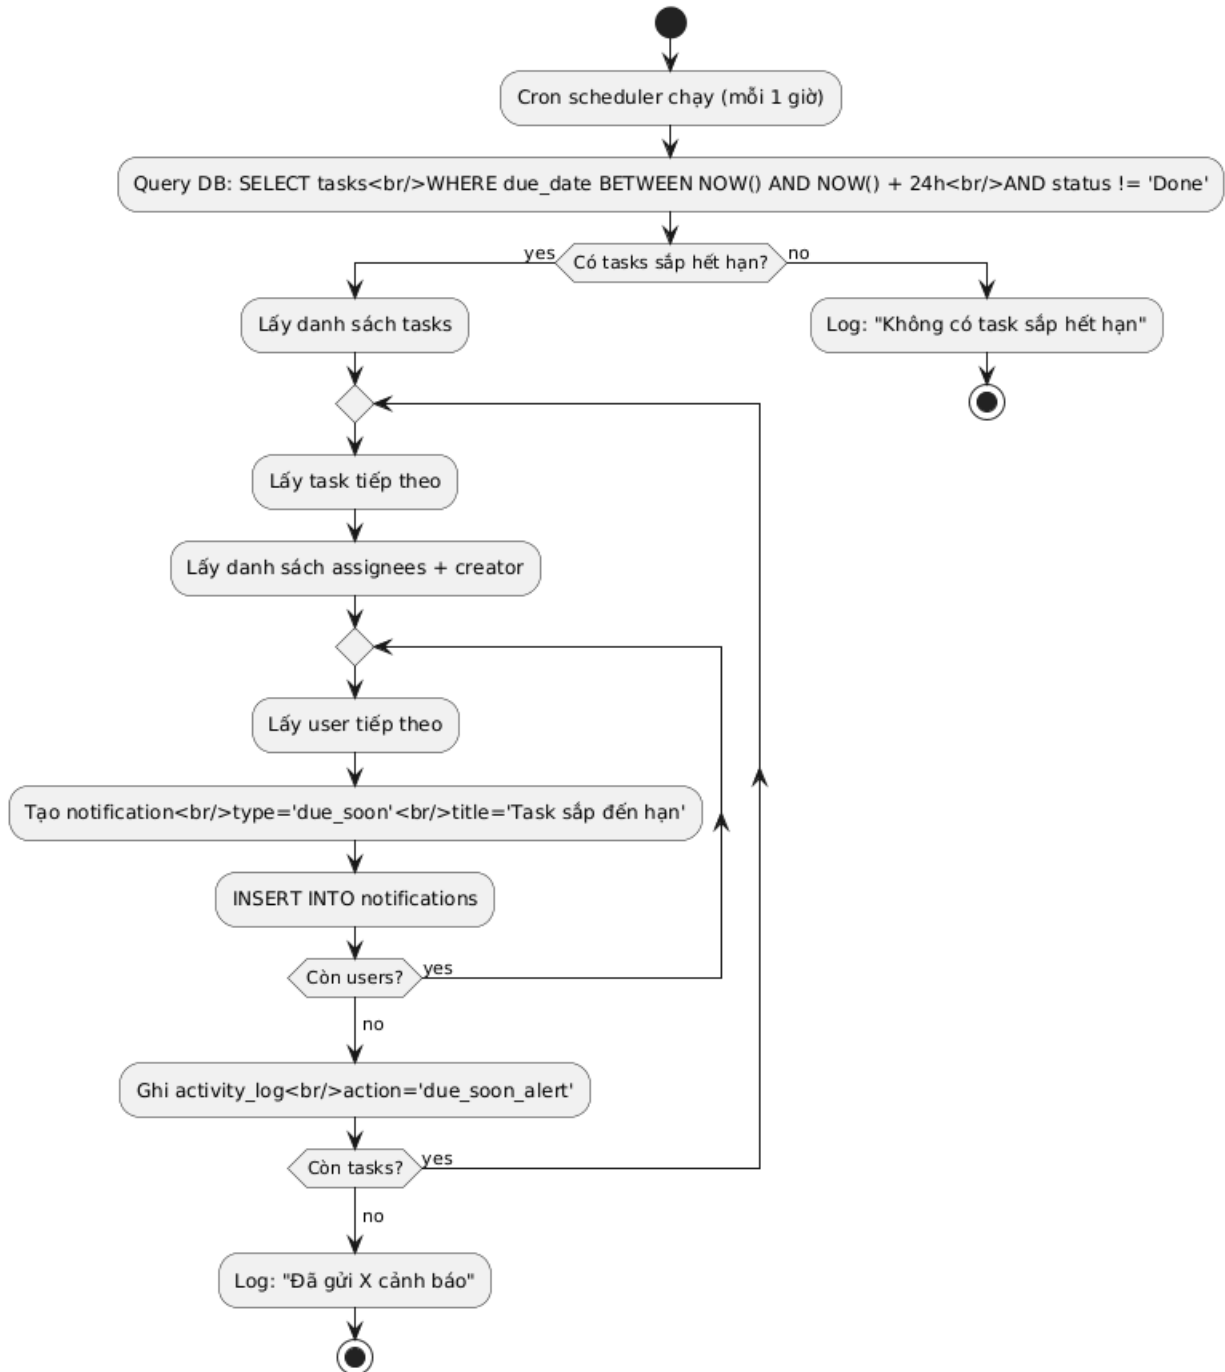 Cron scheduler chạy (mỗi 1 giờ)
Query DB: SELECT tasks<br/>WHERE due_date BETWEEN NOW() AND NOW() + 24h<br/>AND status != 'Done'
yes
Có tasks sắp hết hạn?
no
Lấy danh sách tasks
Log: "Không có task sắp hết hạn"
Lấy task tiếp theo
Lấy danh sách assignees + creator
Lấy user tiếp theo
Tạo notification<br/>type='due_soon'<br/>title='Task sắp đến hạn'
INSERT INTO notifications
Còn users?
yes
no
Ghi activity_log<br/>action='due_soon_alert'
Còn tasks?
yes
no
Log: "Đã gửi X cảnh báo"